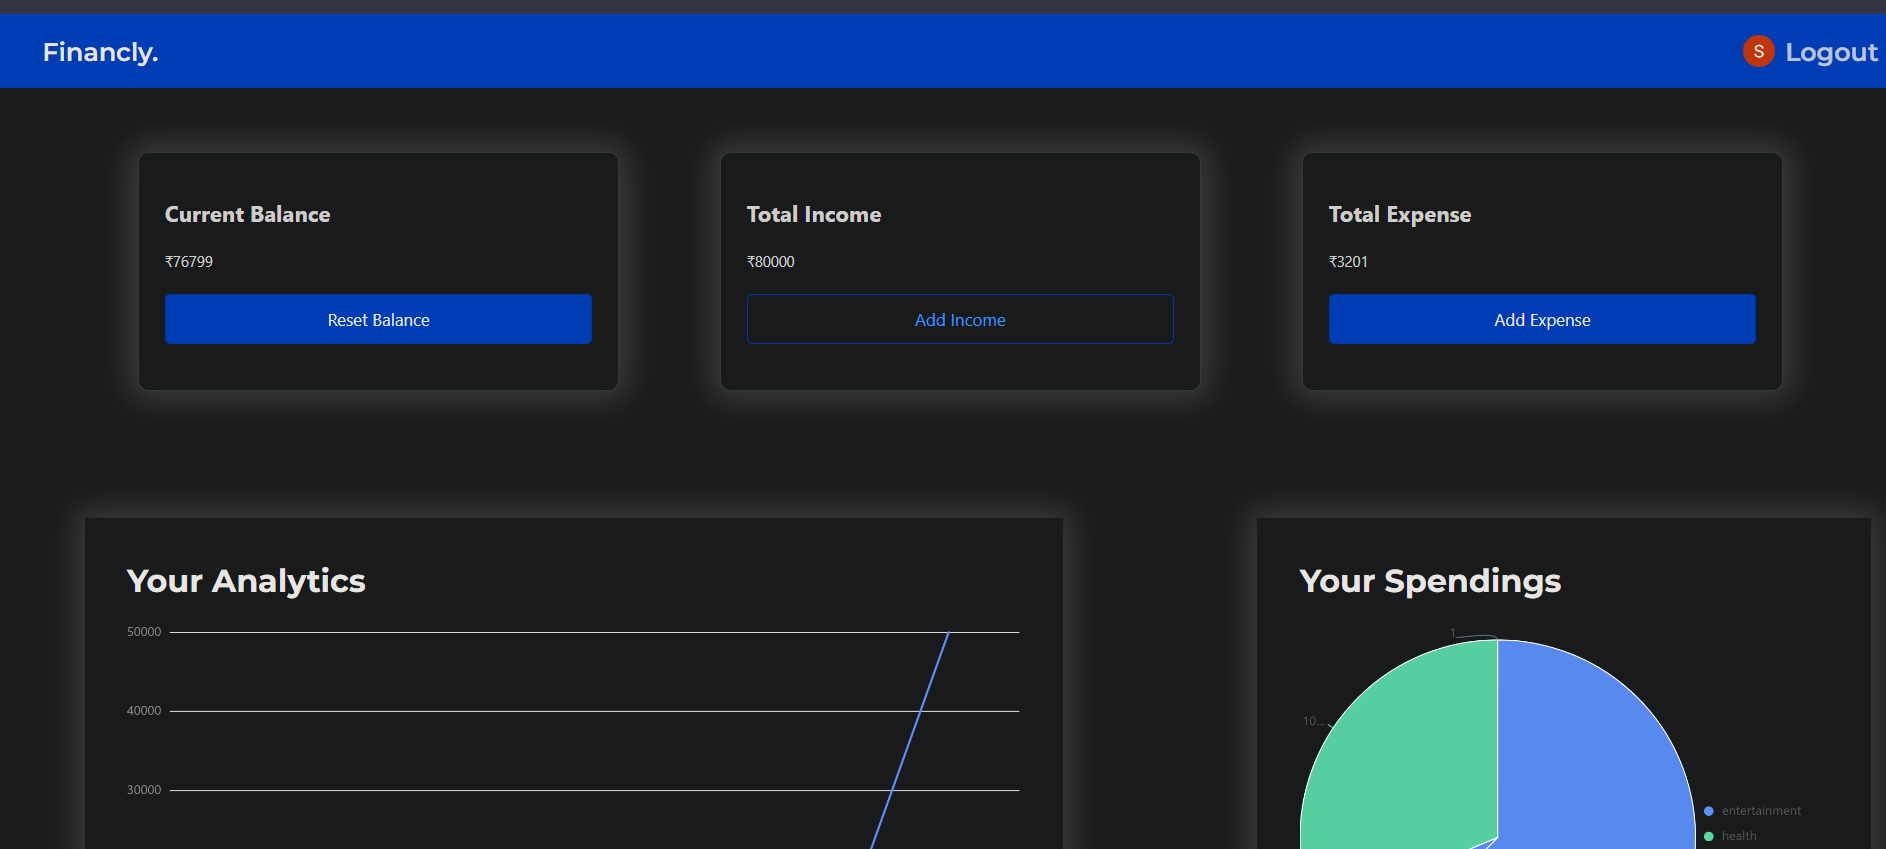 Financly.
S Logout
Current Balance
₹76799
Reset Balance
Total Income
₹80000
Add Income
Total Expense
₹3201
Add Expense
Your Analytics
50000
40000
30000
Your Spendings
1
10...
entertainment
health